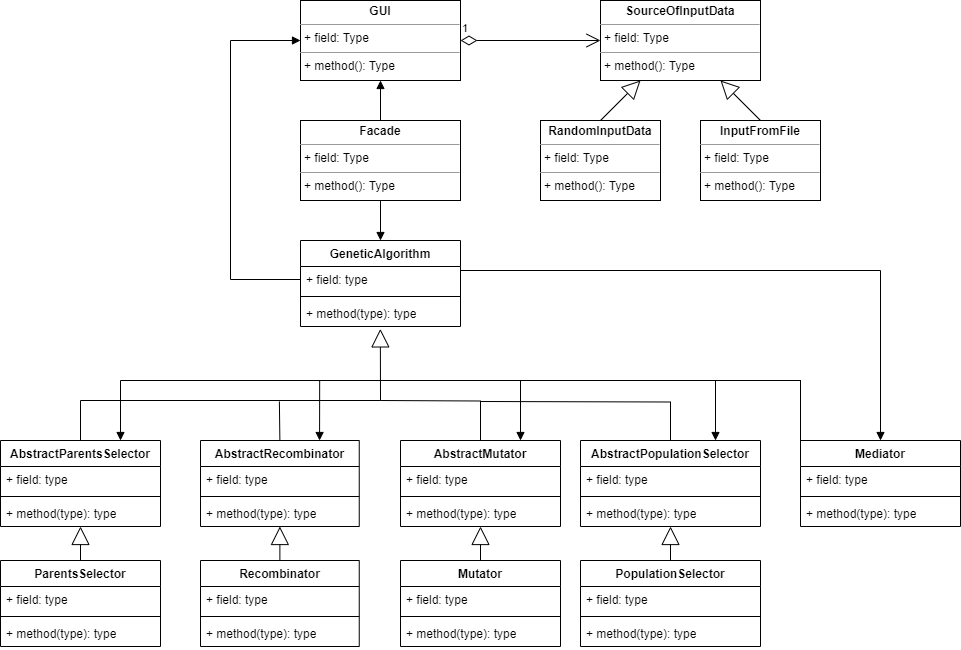 GUI
+ field: Type
+ method(): Type
1
SourceOfInputData
+ field: Type
+ method(): Type
Facade
+ field: Type
+ method(): Type
RandomInputData
+ field: Type
+ method(): Type
InputFromFile
+ field: Type
+ method(): Type
GeneticAlgorithm
+ field: type
+ method(type): type
AbstractParentsSelector
+ field: type
+ method(type): type
AbstractRecombinator
+ field: type
+ method(type): type
AbstractMutator
+ field: type
+ method(type): type
AbstractPopulationSelector
+ field: type
+ method(type): type
Mediator
+ field: type
+ method(type): type
ParentsSelector
+ field: type
+ method(type): type
Recombinator
+ field: type
+ method(type): type
Mutator
+ field: type
+ method(type): type
PopulationSelector
+ field: type
+ method(type): type